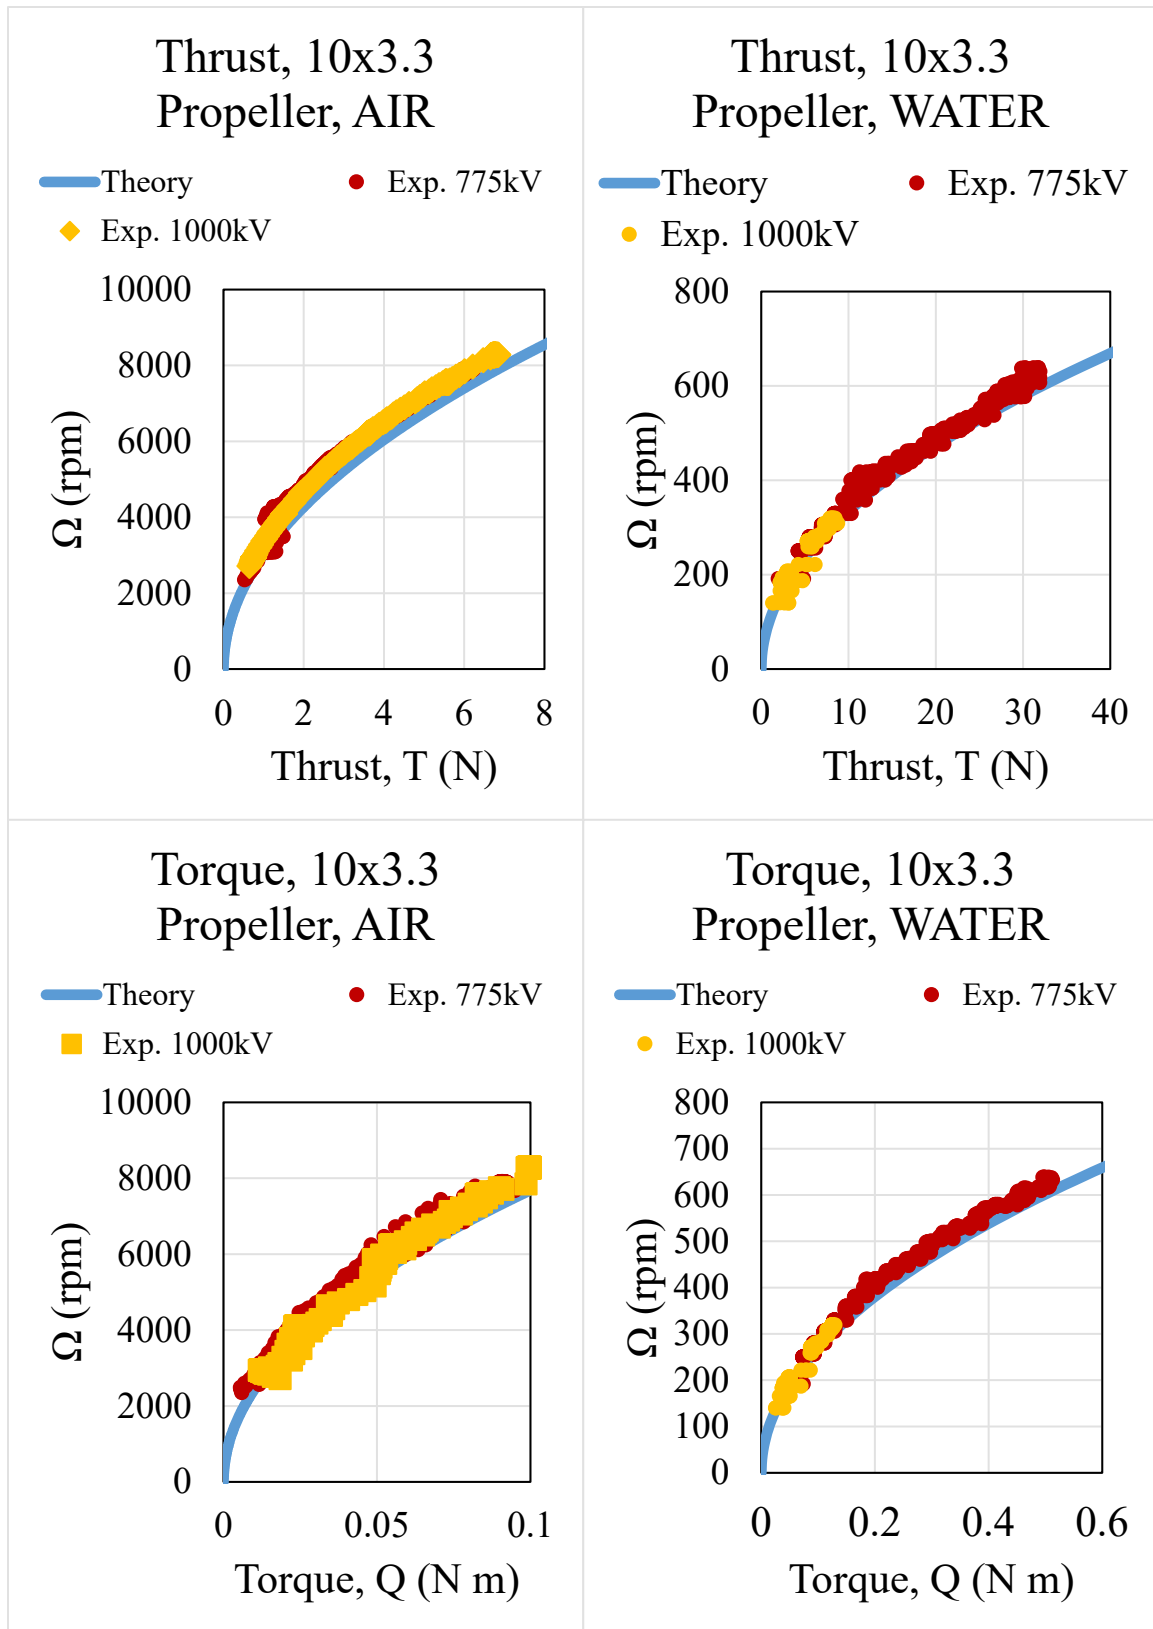 Thrust, 10x3.3
Propeller, AIR
Theory
Exp. 775kV
Exp. 1000kV
10000
8000
6000
4000
2000
0
Ω (rpm)
0 2 4 6 8
Thrust, T (N)
Thrust, 10x3.3
Propeller, WATER
Theory
Exp. 775kV
Exp. 1000kV
800
600
400
200
0
Ω (rpm)
0 10 20 30 40
Thrust, T (N)
Torque, 10x3.3
Propeller, AIR
Theory
Exp. 775kV
Exp. 1000kV
10000
8000
6000
4000
2000
0
Ω (rpm)
0 0.05 0.1
Torque, Q (N m)
Torque, 10x3.3
Propeller, WATER
Theory
Exp. 775kV
Exp. 1000kV
800
700
600
500
400
300
200
100
0
Ω (rpm)
0 0.2 0.4 0.6
Torque, Q (N m)